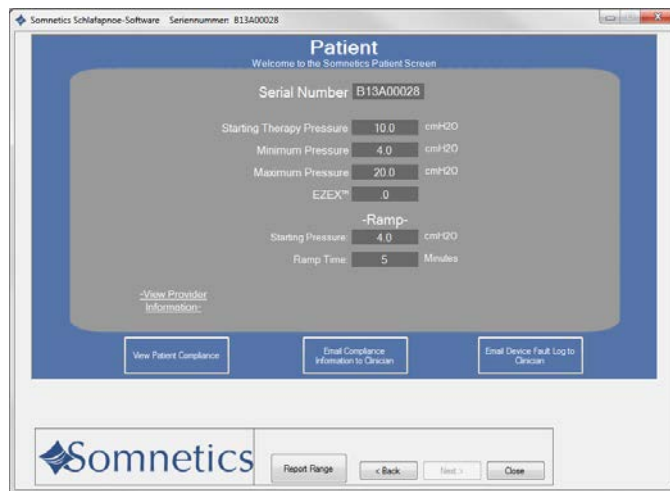 Somnetics Schlafapnoe-Software Seriennummer: B13A00028
Patient
Welcome to the Somnetics Patient Screen
Serial Number B13A00028
Starting Therapy Pressure 10.0 cmH2O
Minimum Pressure 4.0 cmH2O
Maximum Pressure 20.0 cmH2O
EZEX™ .0
-Ramp-
Starting Pressure: 4.0 cmH2O
Ramp Time: 5 Minutes
-View Provider
Information-
View Patient Compliance
Email Compliance
Information to Clinician
Email Device Fault Log to
Clinician
Somnetics
Report Range
< Back
Next >
Close